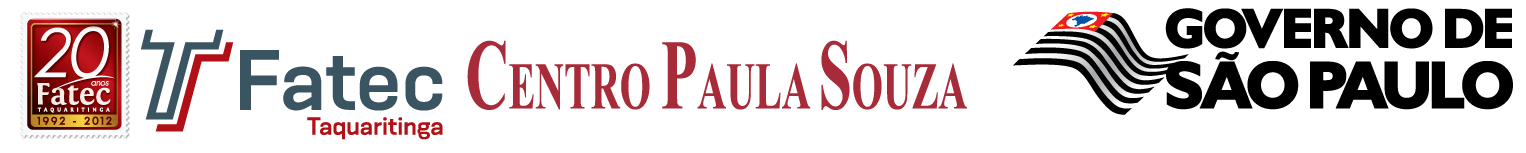 20
anos
Fatec
TAQUARITINGA
1992 - 2012
Fatec
Taquaritinga
CENTRO PAULA SOUZA
GOVERNO DE
SÃO PAULO